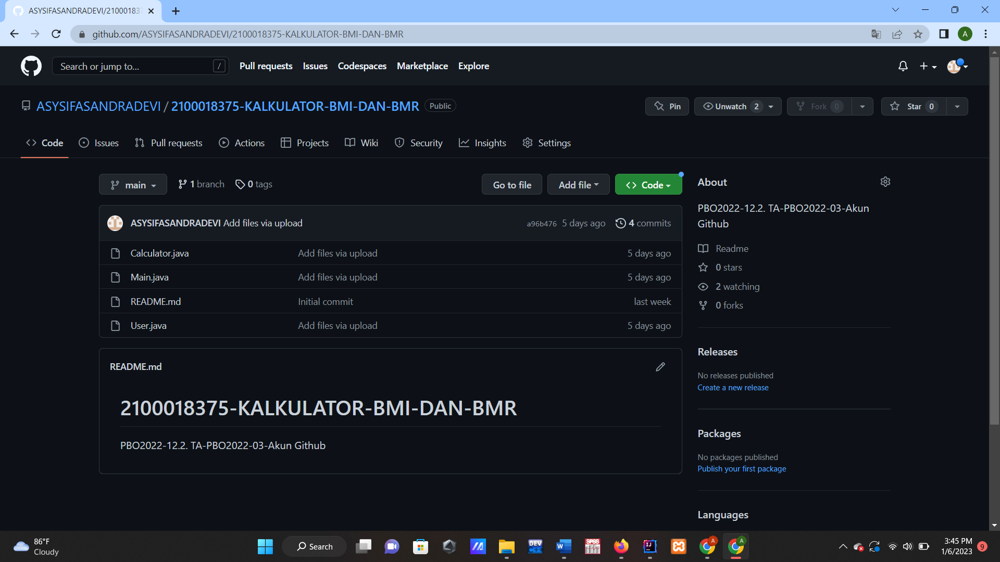 ASYSIFASANDRADEVI/210001837
github.com/ASYSIFASANDRADEVI/2100018375-KALKULATOR-BMI-DAN-BMR
A
Search or jump to... /
Pull requests Issues Codespaces Marketplace Explore
ASYSIFASANDRADEVI / 2100018375-KALKULATOR-BMI-DAN-BMR Public
Pin Unwatch 2 Fork 0 Star 0
Code Issues Pull requests Actions Projects Wiki Security Insights Settings
main 1 branch 0 tags
Go to file Add file Code
ASYSIFASANDRADEVI Add files via upload a96b476 5 days ago 4 commits
Calculator.java Add files via upload 5 days ago
Main.java Add files via upload 5 days ago
README.md Initial commit last week
User.java Add files via upload 5 days ago
README.md
2100018375-KALKULATOR-BMI-DAN-BMR
PBO2022-12.2. TA-PBO2022-03-Akun Github
About
PBO2022-12.2. TA-PBO2022-03-Akun
Github
Readme
0 stars
2 watching
0 forks
Releases
No releases published
Create a new release
Packages
No packages published
Publish your first package
Languages
86°F
Cloudy
Search
DEV
C++
W
SPSS
IJ
A
A
3:45 PM
1/6/2023
9